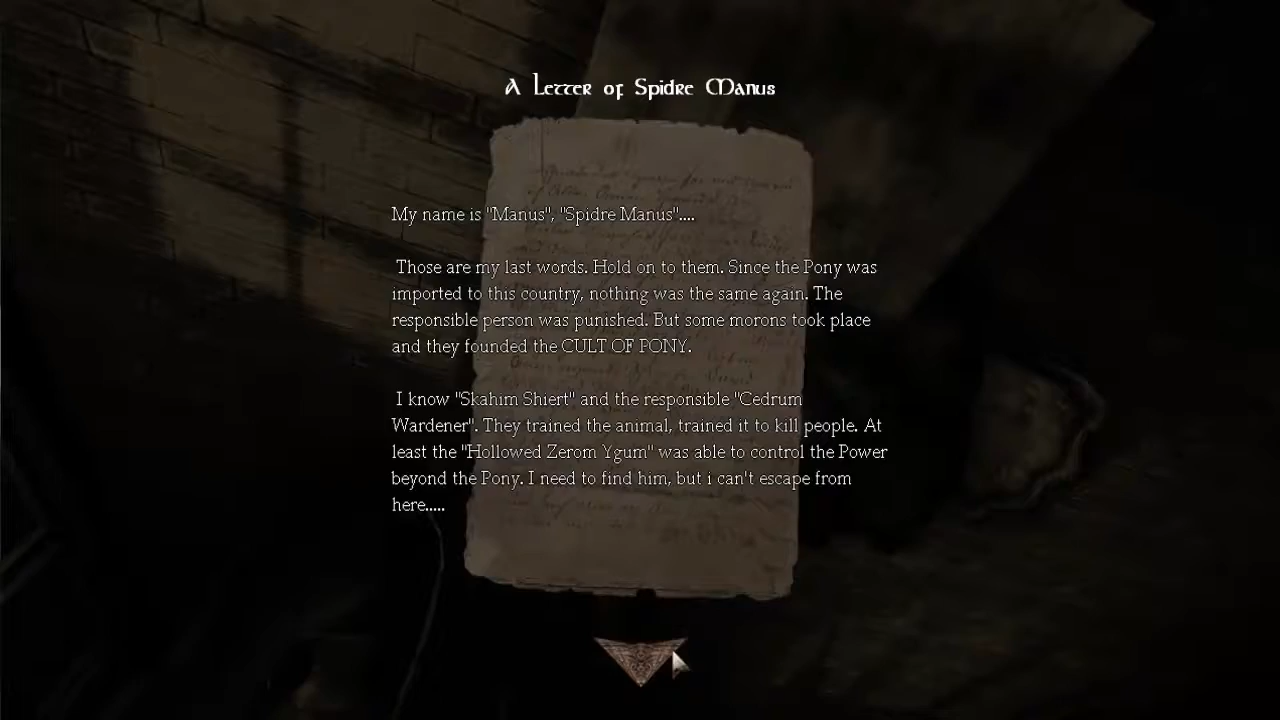 A Letter of Spidre Manus
My name is "Manus", "Spidre Manus"....
Those are my last words. Hold on to them. Since the Pony was
imported to this country, nothing was the same again. The
responsible person was punished. But some morons took place
and they founded the CULT OF PONY.
I know "Skahim Shiert" and the responsible "Cedrum
Wardener". They trained the animal, trained it to kill people. At
least the "Hollowed Zerom Ygum" was able to control the Power
beyond the Pony. I need to find him, but i can't escape from
here.....